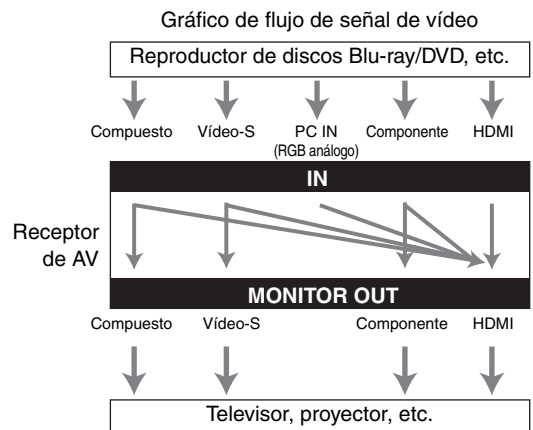 Gráfico de flujo de señal de vídeo
Reproductor de discos Blu-ray/DVD, etc.
Compuesto Vídeo-S PC IN Componente HDMI
(RGB análogo)
IN
Receptor
de AV
MONITOR OUT
Compuesto Vídeo-S Componente HDMI
Televisor, proyector, etc.